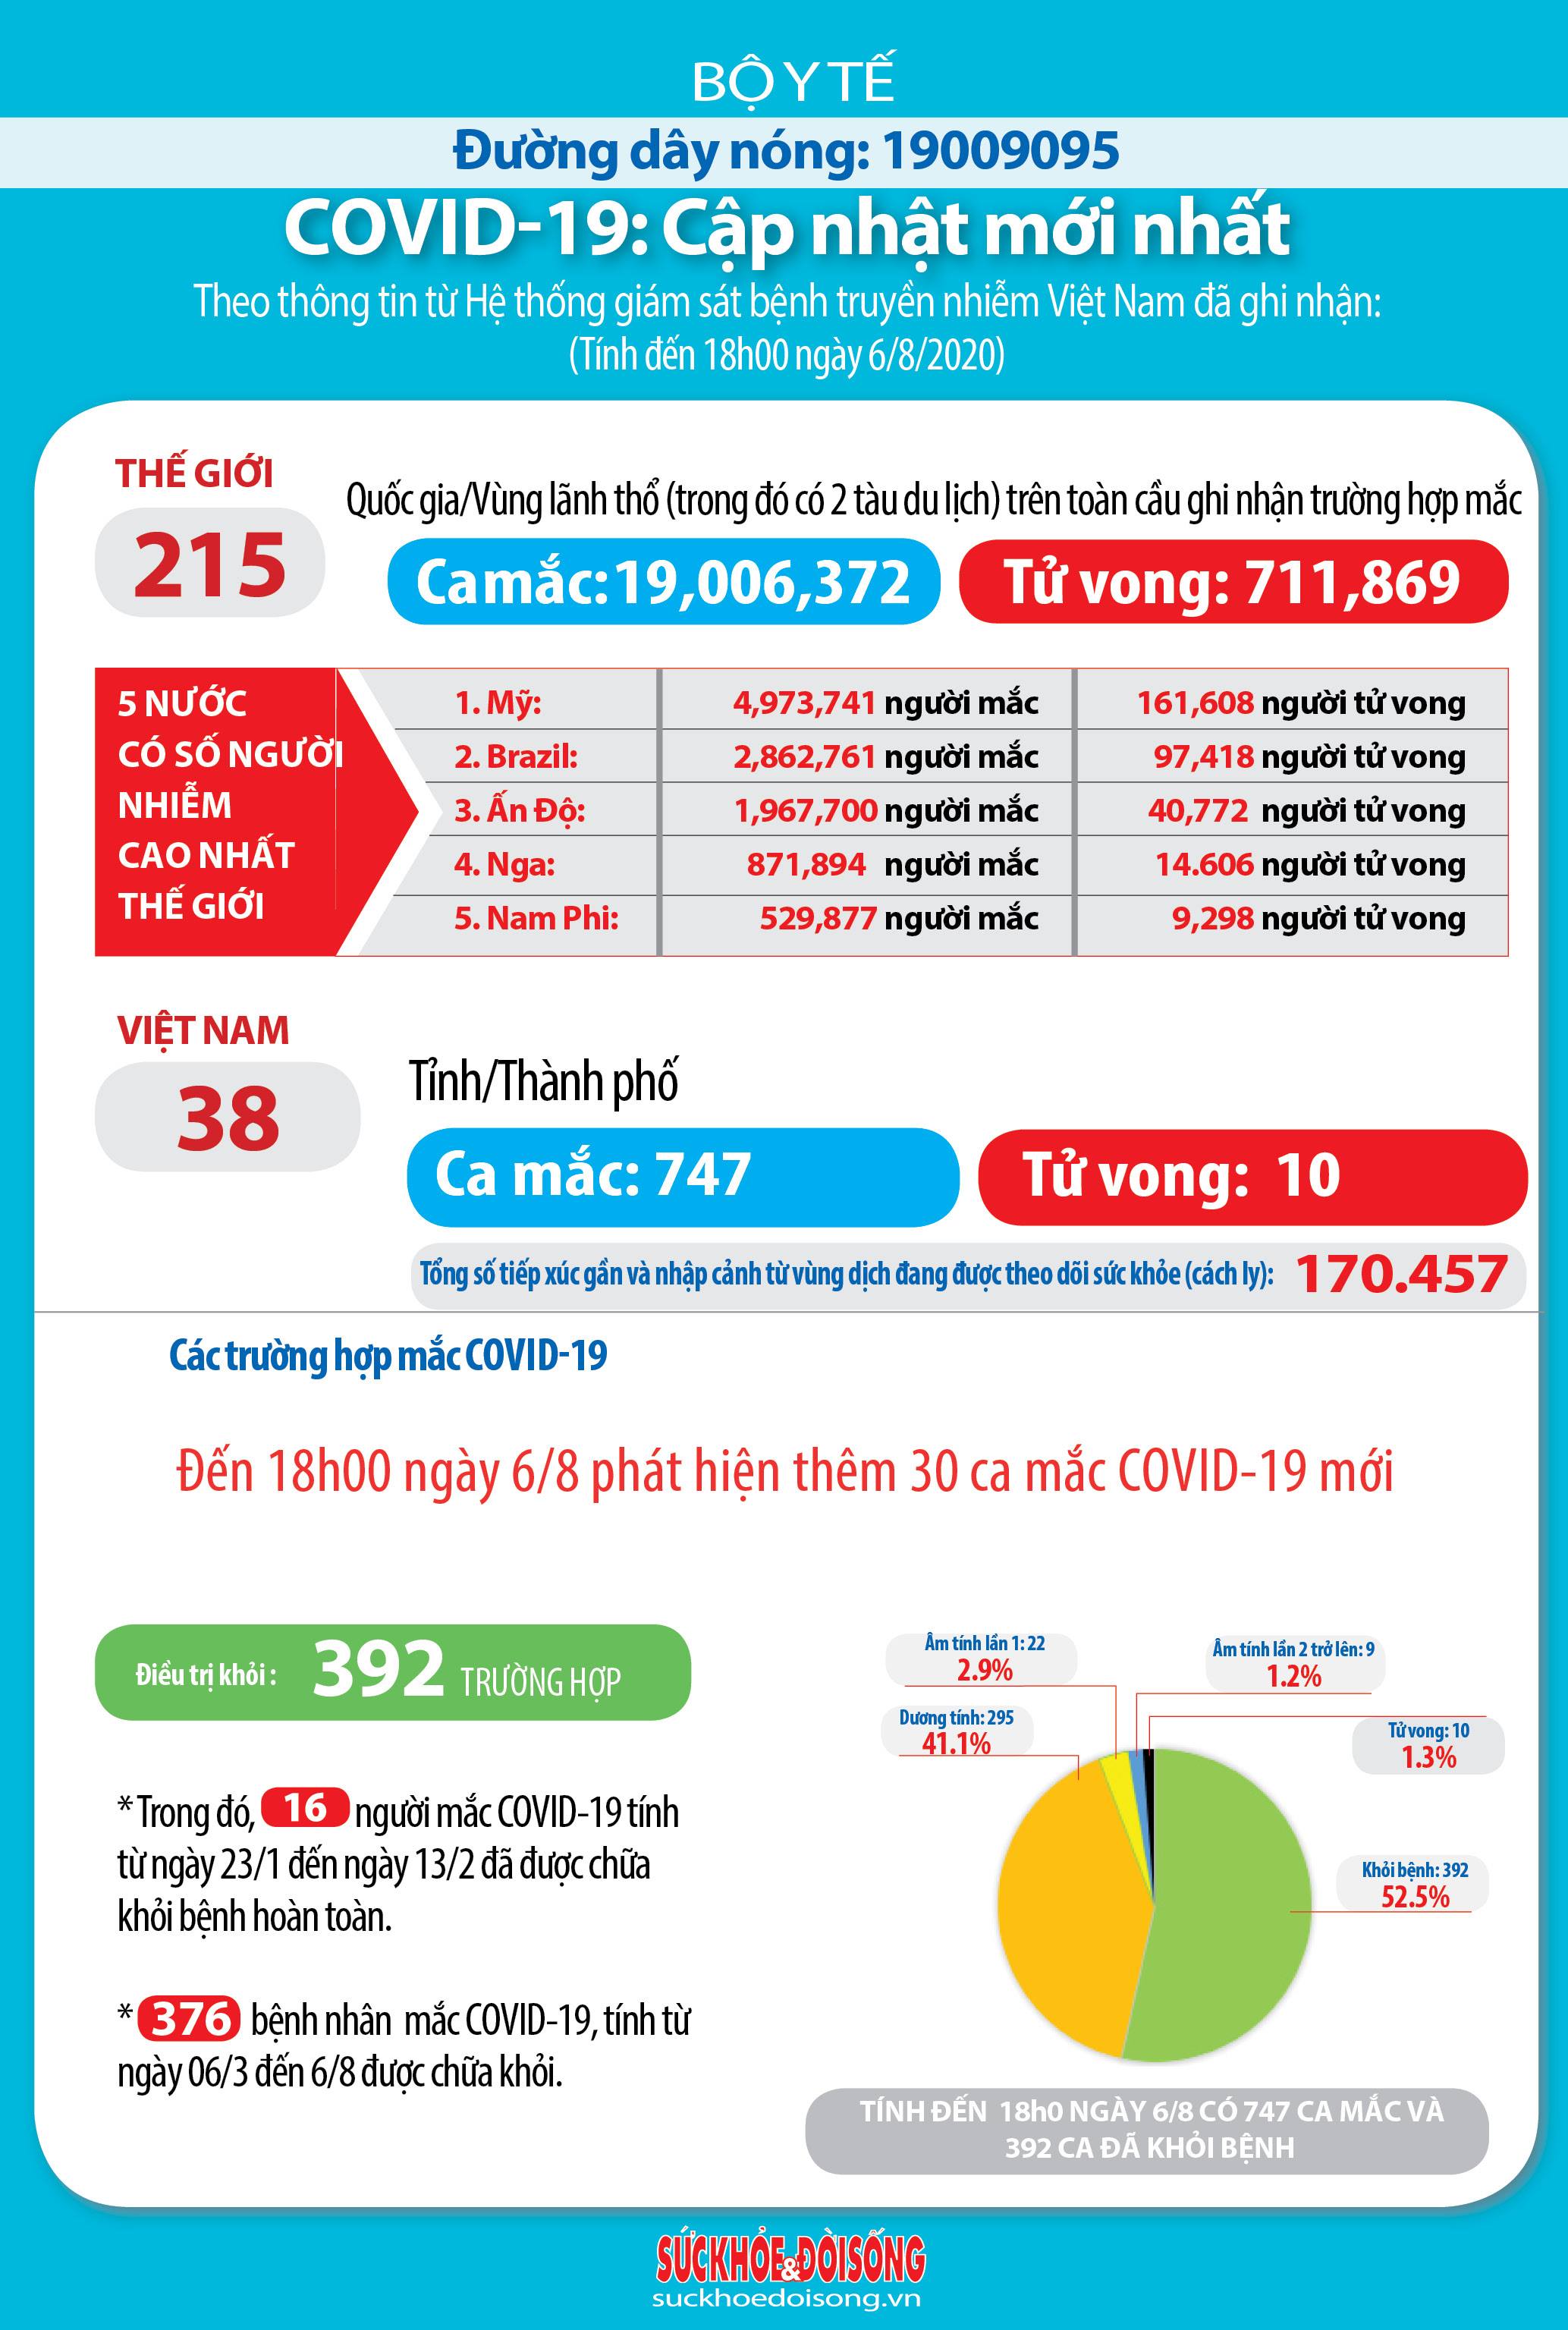 BỘ Y TẾ
Đường dây nóng: 19009095
COVID-19: Cập nhật mới nhất
Theo thông tin từ Hệ thống giám sát bệnh truyền nhiễm Việt Nam đã ghi nhận:
(Tính đến 18h00 ngày 6/8/2020)
THẾ GIỚI
215
Quốc gia/Vùng lãnh thổ (trong đó có 2 tàu du lịch) trên toàn cầu ghi nhận trường hợp mắc
Ca mắc: 19,006,372
Tử vong: 711,869
5 NƯỚC
CÓ SỐ NGƯỜI
NHIỄM
CAO NHẤT
THẾ GIỚI
1. Mỹ: 4,973,741 người mắc 161,608 người tử vong
2. Brazil: 2,862,761 người mắc 97,418 người tử vong
3. Ấn Độ: 1,967,700 người mắc 40,772 người tử vong
4. Nga: 871,894 người mắc 14.606 người tử vong
5. Nam Phi: 529,877 người mắc 9,298 người tử vong
VIỆT NAM
38
Tỉnh/Thành phố
Ca mắc: 747
Tử vong: 10
Tổng số tiếp xúc gần và nhập cảnh từ vùng dịch đang được theo dõi sức khỏe (cách ly): 170.457
Các trường hợp mắc COVID-19
Đến 18h00 ngày 6/8 phát hiện thêm 30 ca mắc COVID-19 mới
Điều trị khỏi : 392 TRƯỜNG HỢP
* Trong đó, 16 người mắc COVID-19 tính
từ ngày 23/1 đến ngày 13/2 đã được chữa
khỏi bệnh hoàn toàn.
* 376 bệnh nhân mắc COVID-19, tính từ
ngày 06/3 đến 6/8 được chữa khỏi.
Âm tính lần 1: 22
2.9%
Âm tính lần 2 trở lên: 9
1.2%
Dương tính: 295
41.1%
Tử vong: 10
1.3%
Khỏi bệnh: 392
52.5%
TÍNH ĐẾN 18h0 NGÀY 6/8 CÓ 747 CA MẮC VÀ
392 CA ĐÃ KHỎI BỆNH
SỨC KHỎE & ĐỜI SỐNG
suckhoedoisong.vn